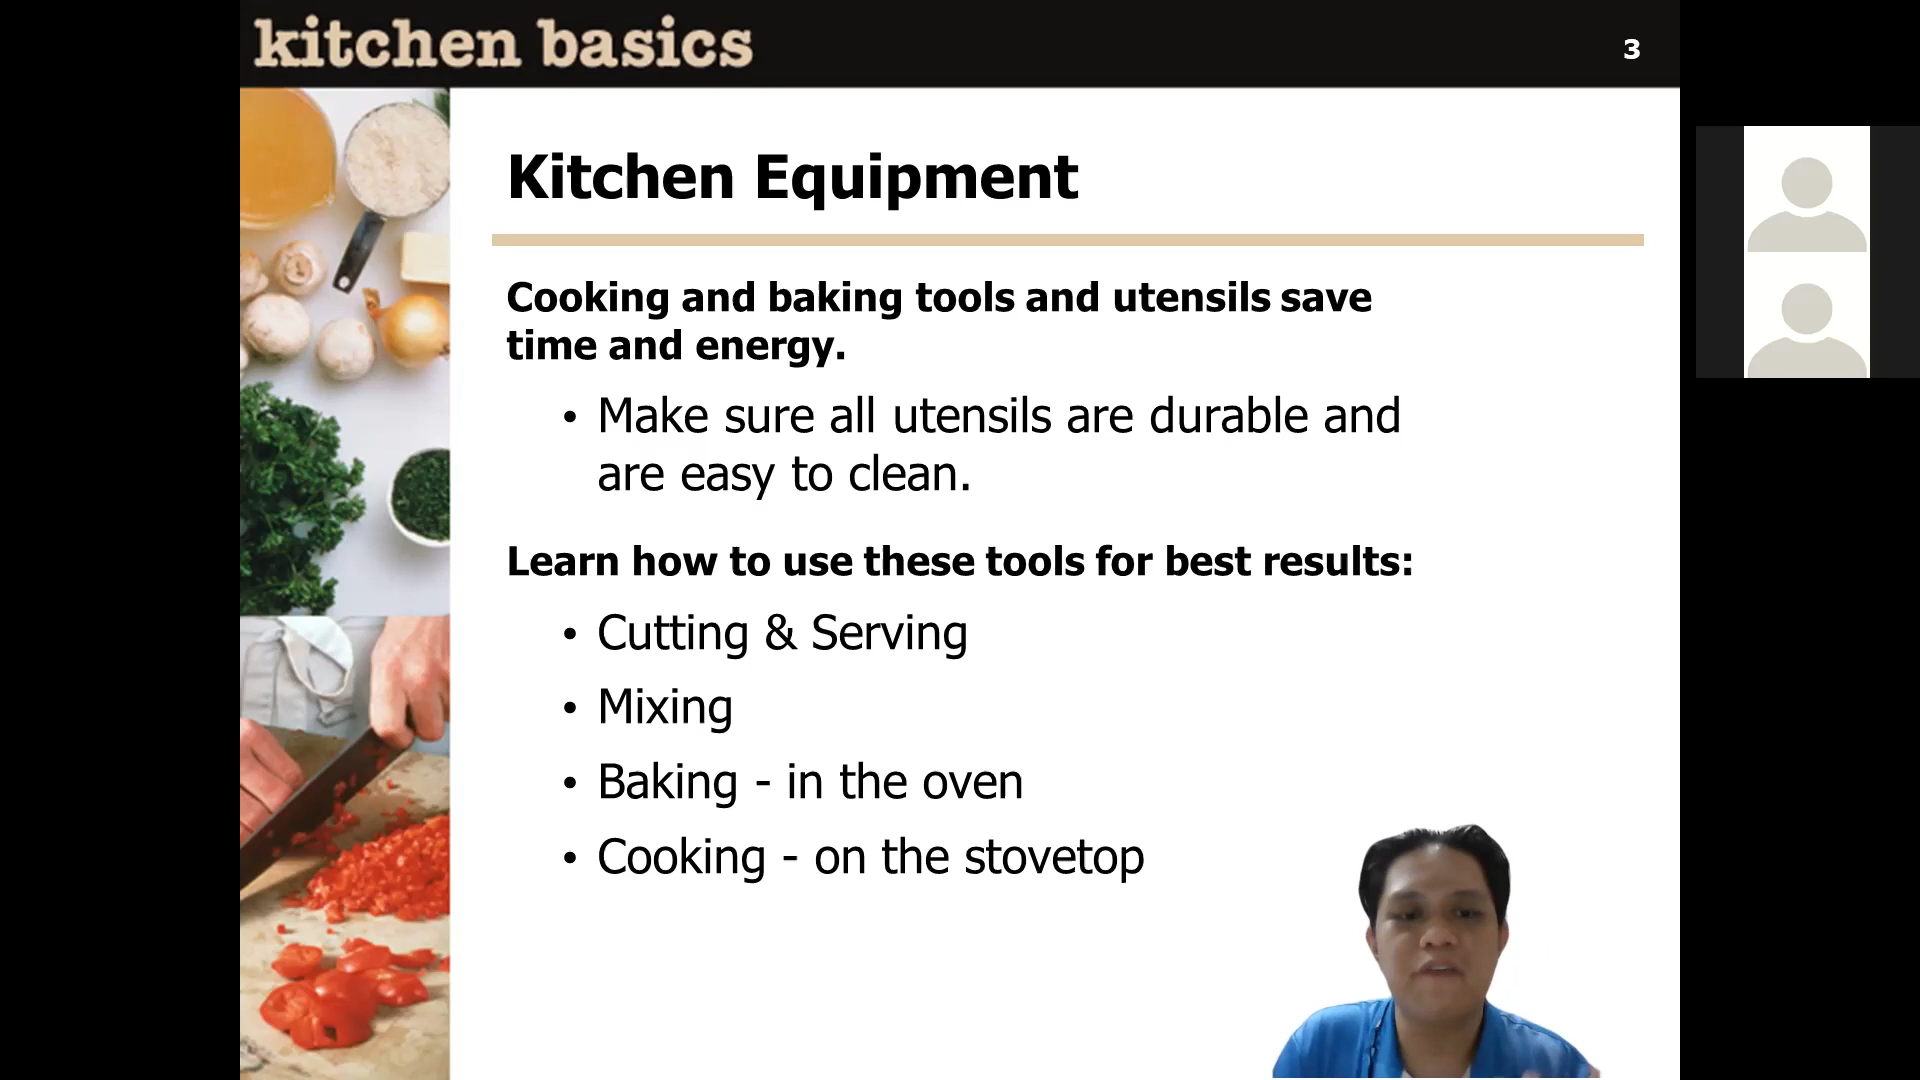 kitchen basics
3
Kitchen Equipment
Cooking and baking tools and utensils save
time and energy.
• Make sure all utensils are durable and
are easy to clean.
Learn how to use these tools for best results:
• Cutting & Serving
• Mixing
• Baking - in the oven
• Cooking - on the stovetop